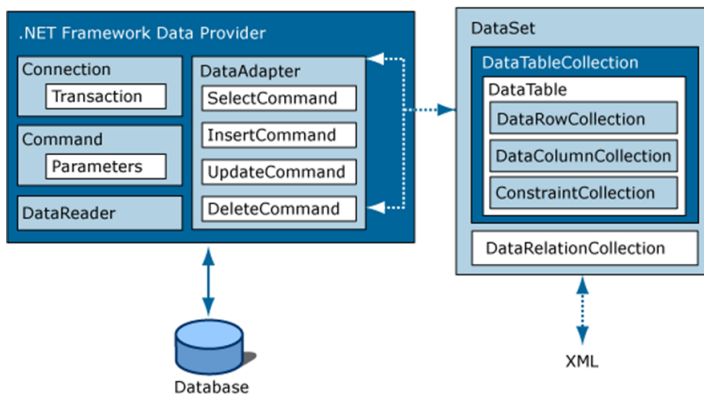 .NET Framework Data Provider
Connection
Transaction
Command
Parameters
DataReader
DataAdapter
SelectCommand
InsertCommand
UpdateCommand
DeleteCommand
Database
DataSet
DataTableCollection
DataTable
DataRowCollection
DataColumnCollection
ConstraintCollection
DataRelationCollection
XML